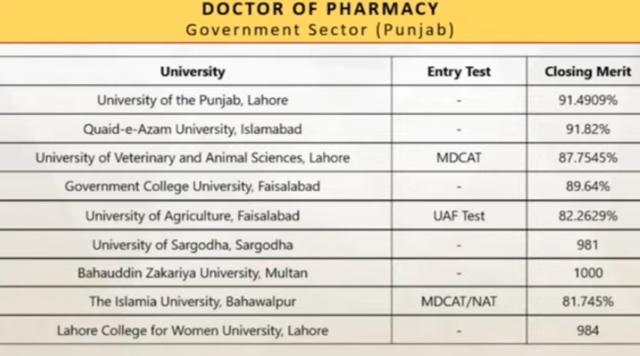 DOCTOR OF PHARMACY
Government Sector (Punjab)
University Entry Test Closing Merit
University of the Punjab, Lahore - 91.4909%
Quaid-e-Azam University, Islamabad - 91.82%
University of Veterinary and Animal Sciences, Lahore MDCAT 87.7545%
Government College University, Faisalabad - 89.64%
University of Agriculture, Faisalabad UAF Test 82.2629%
University of Sargodha, Sargodha - 981
Bahauddin Zakariya University, Multan - 1000
The Islamia University, Bahawalpur MDCAT/NAT 81.745%
Lahore College for Women University, Lahore - 984